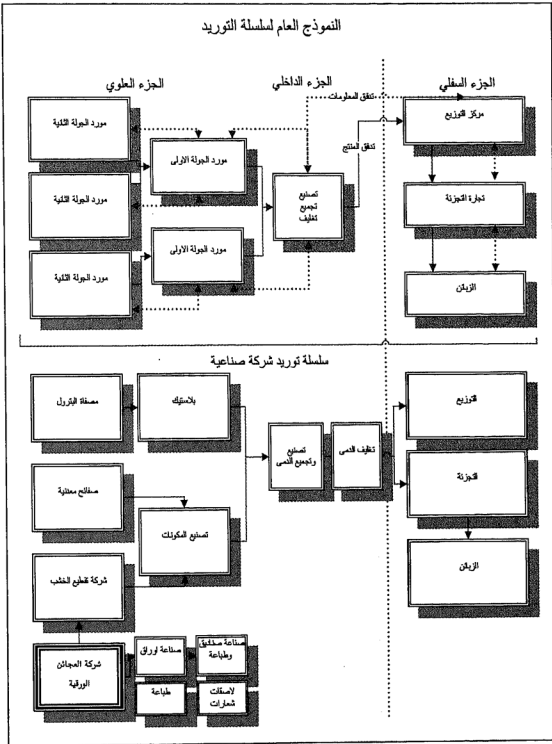 النموذج العام لسلسلة التوريد
الجزء العلوي
الجزء الداخلي
الجزء السفلي
تدفق المعلومات
تدفق المنتج
مورد الجولة الثانية
مورد الجولة الثانية
مورد الجولة الثانية
مورد الجولة الاولى
مورد الجولة الاولى
تصنيع
تجميع
تغليف
مركز التوزيع
تجارة التجزئة
الزبائن
سلسلة توريد شركة صناعية
مصفاة البترول
بلاستيك
صفائح معدنية
تصنيع المكونات
شركة تقطيع الخشب
تصنيع
وتجميع الدمى
تغليف الدمى
التوزيع
التجزئة
الزبائن
شركة العجائن
الورقية
صناعة اوراق
صناعة صناديق
وطباعة
طباعة
لاصقات
شعارات